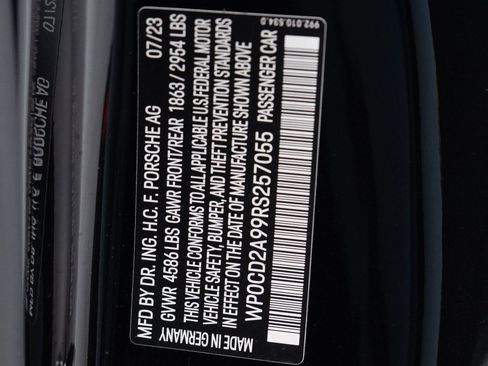 992.010.534.0
MFD BY DR. ING. H.C. F. PORSCHE AG 07/23
GVWR 4586 LBS GAWR FRONT/REAR 1863/2954 LBS
THIS VEHICLE CONFORMS TO ALL APPLICABLE U.S. FEDERAL MOTOR
VEHICLE SAFETY, BUMPER, AND THEFT PREVENTION STANDARDS
IN EFFECT ON THE DATE OF MANUFACTURE SHOWN ABOVE
WP0CD2A99RS257055 PASSENGER CAR
MADE IN GERMANY